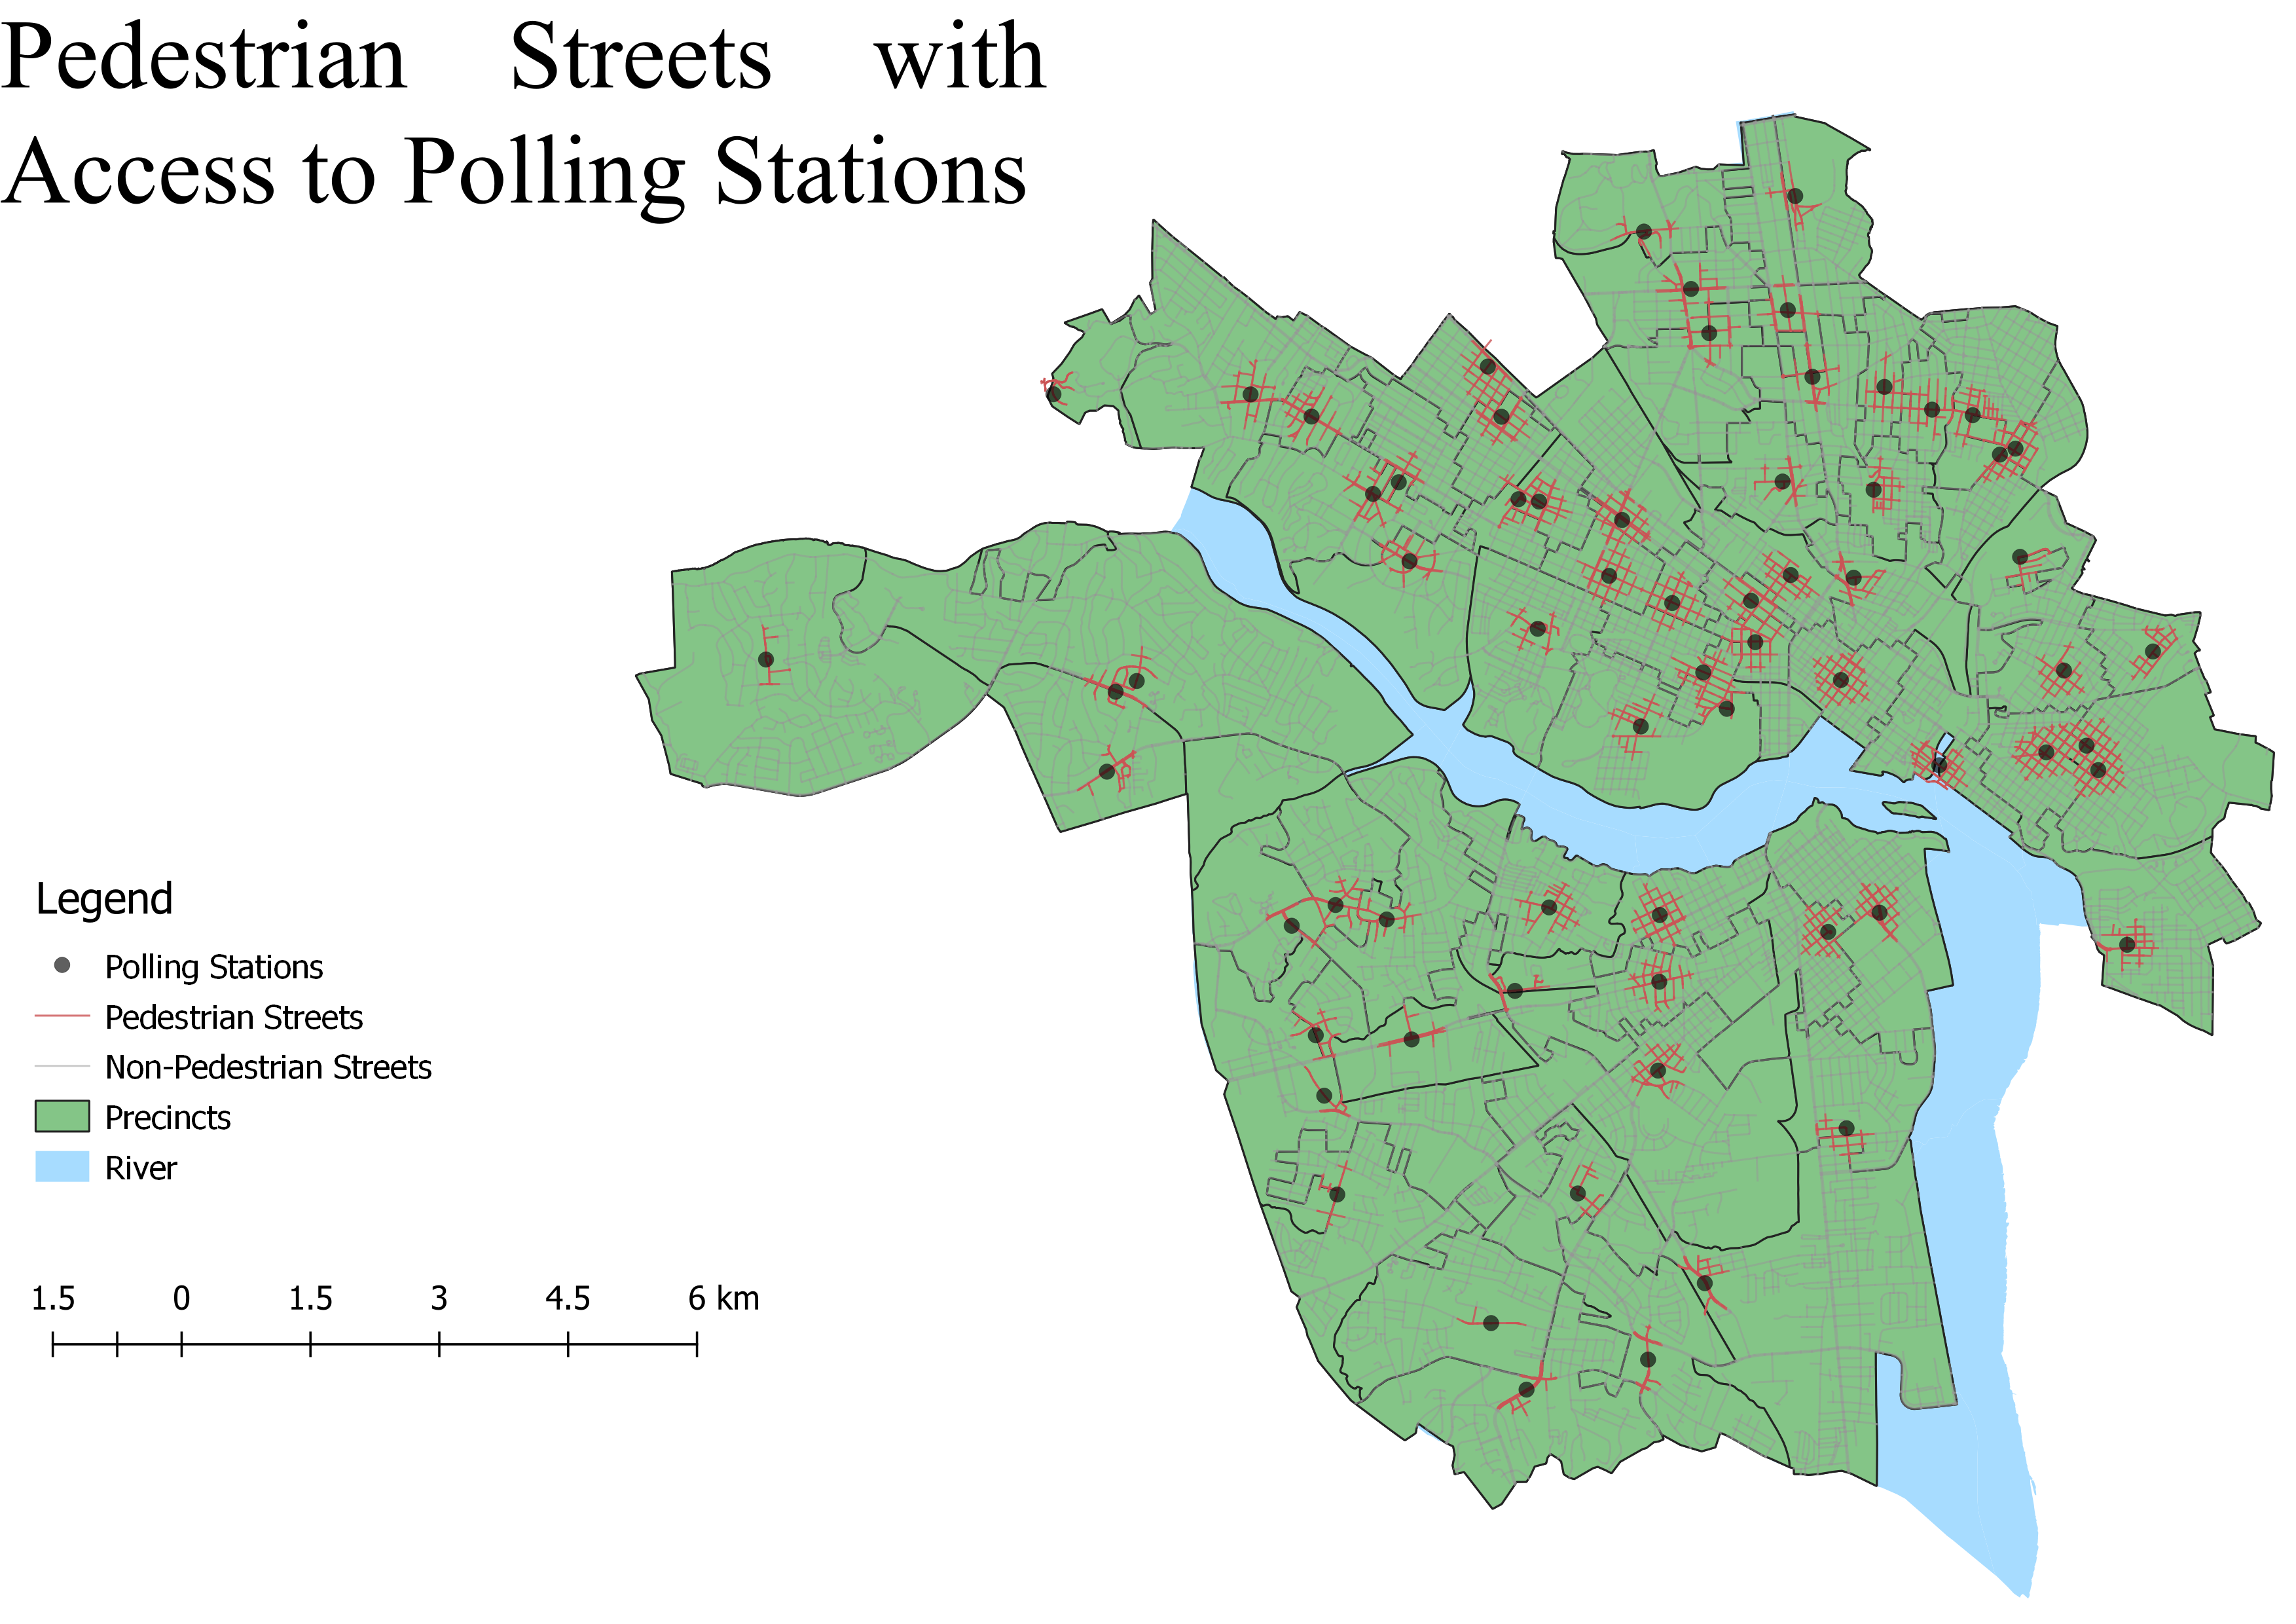 Pedestrian Streets with
Access to Polling Stations
Legend
Polling Stations
Pedestrian Streets
Non-Pedestrian Streets
Precincts
River
1.5 0 1.5 3 4.5 6 km